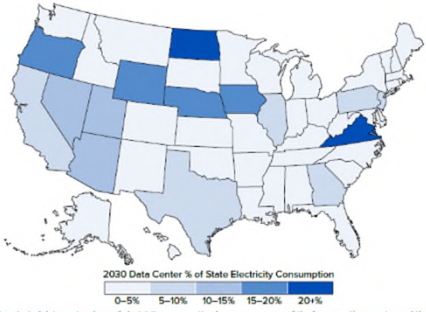 2030 Data Center % of State Electricity Consumption
0–5% 5–10% 10–15% 15–20% 20+%